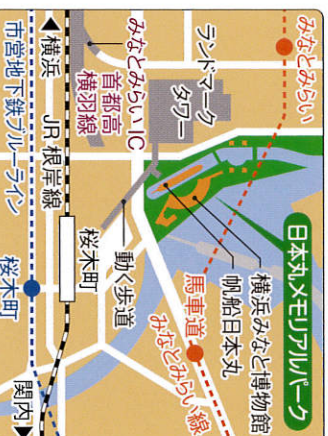 みなとみらい
ランドマーク
タワー
みなとみらいIC
首都高
横羽線
◀横浜
JR根岸線
市営地下鉄ブルーライン
日本丸メモリアルパーク
横浜みなと博物館
帆船日本丸
馬車道
みなとみらい線
動く歩道
桜木町
桜木町
関内▶